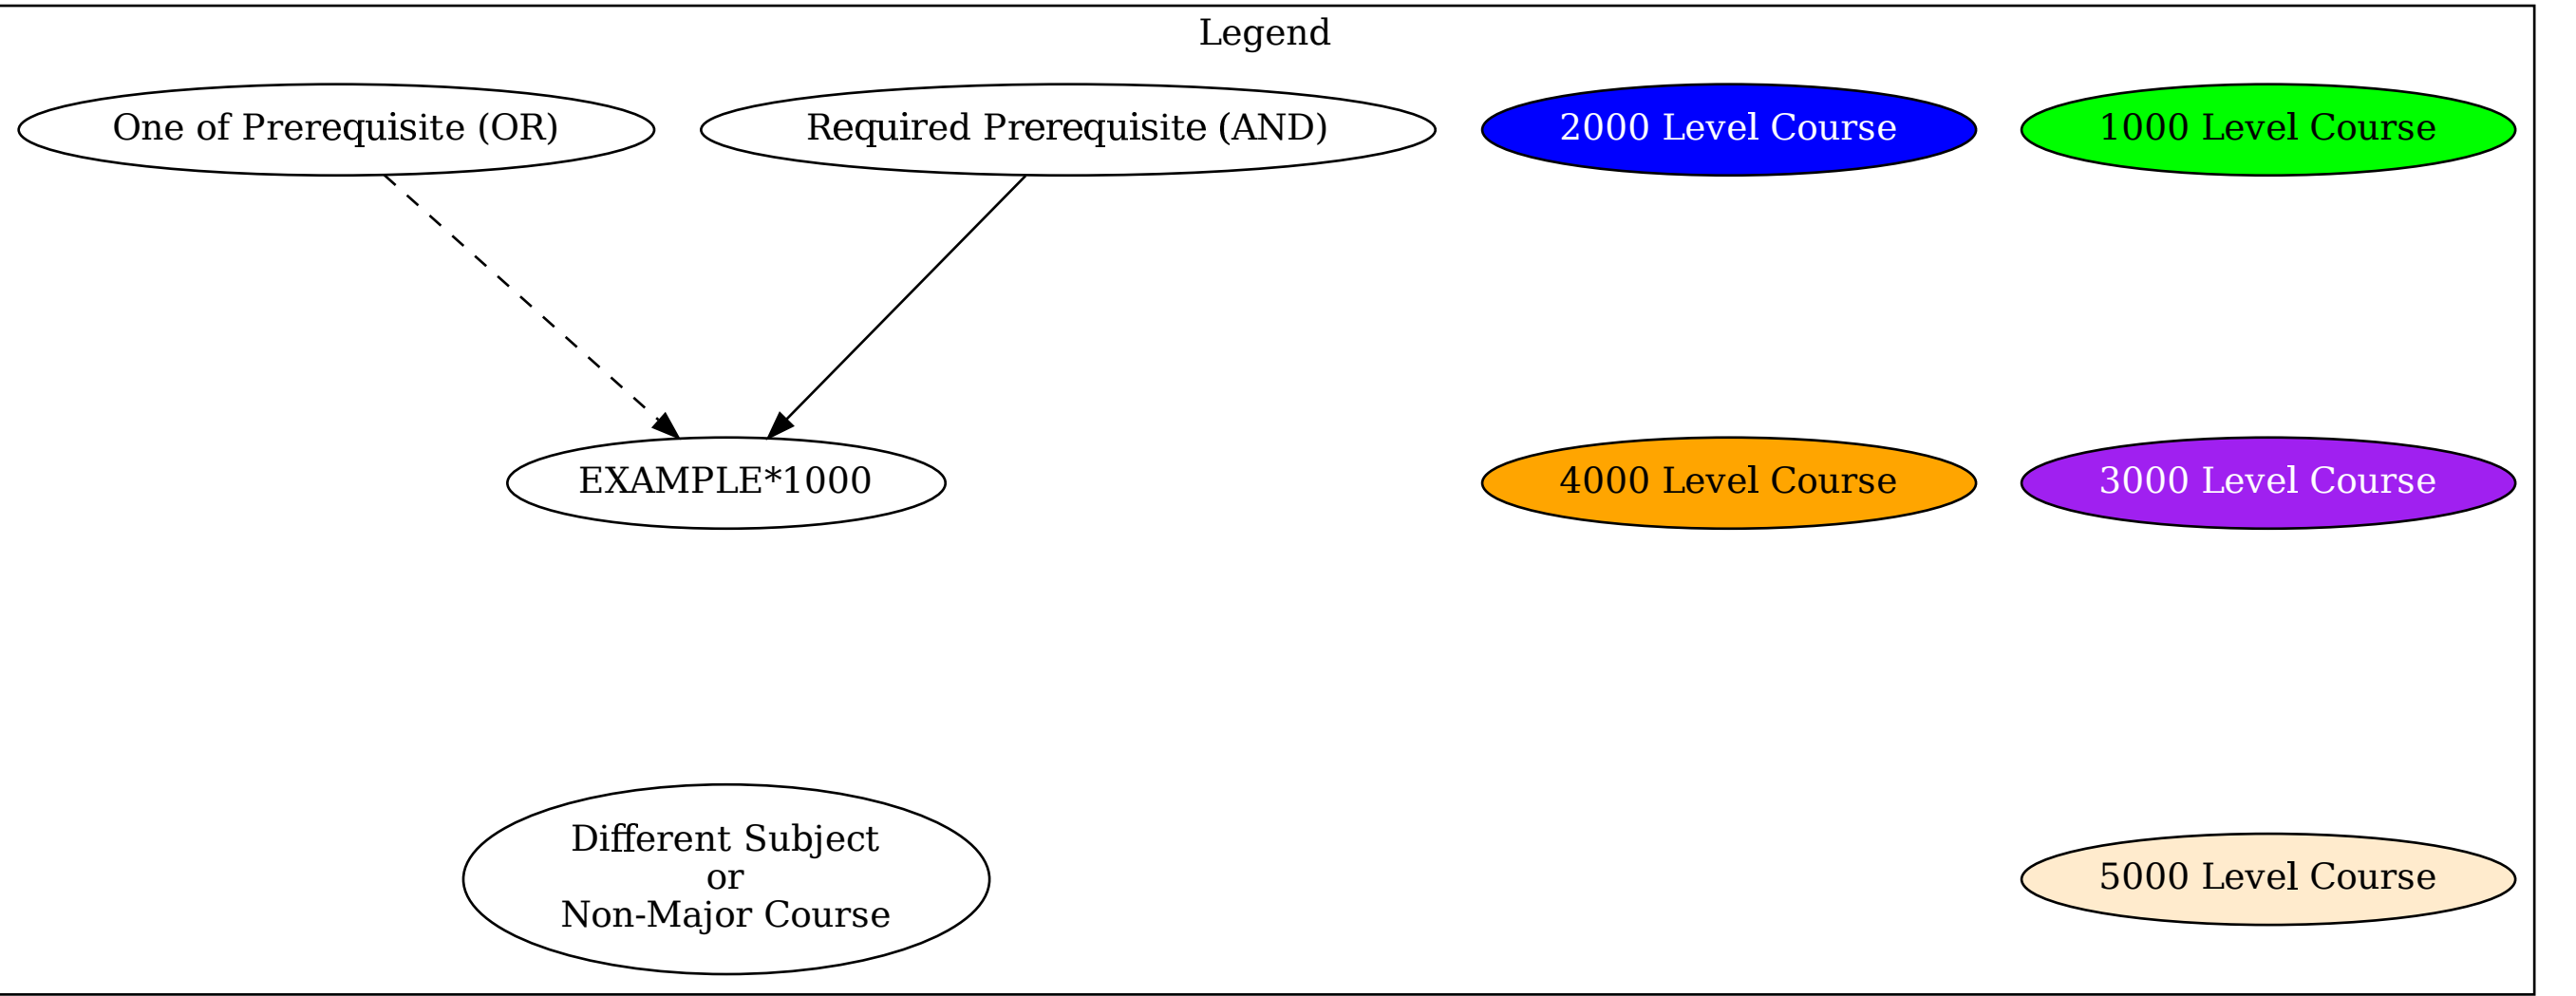 Legend
One of Prerequisite (OR)
Required Prerequisite (AND)
2000 Level Course
1000 Level Course
EXAMPLE*1000
4000 Level Course
3000 Level Course
Different Subject
or
Non-Major Course
5000 Level Course